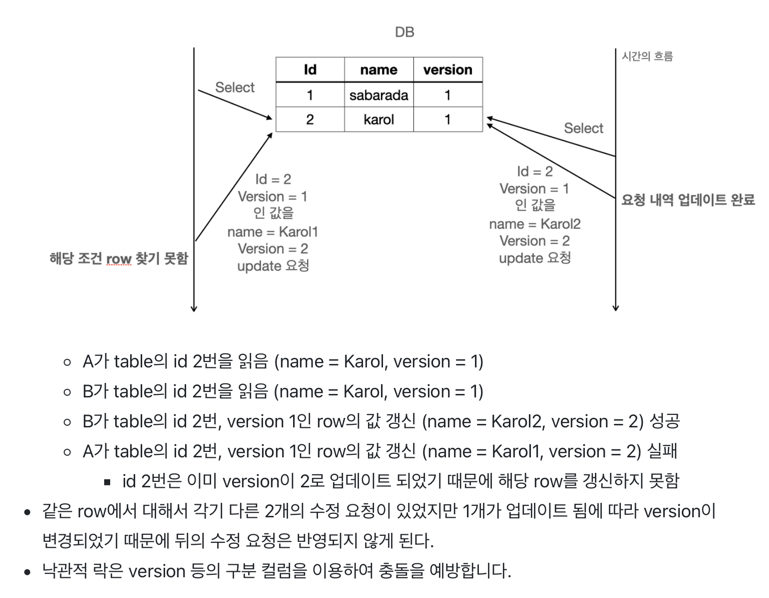 DB
시간의 흐름
Id name version
1 sabarada 1
2 karol 1
Select
Select
Id = 2
Version = 1
인 값을
name = Karol1
Version = 2
update 요청
Id = 2
Version = 1
인 값을
name = Karol2
Version = 2
update 요청
요청 내역 업데이트 완료
해당 조건 row 찾기 못함
A가 table의 id 2번을 읽음 (name = Karol, version = 1)
B가 table의 id 2번을 읽음 (name = Karol, version = 1)
B가 table의 id 2번, version 1인 row의 값 갱신 (name = Karol2, version = 2) 성공
A가 table의 id 2번, version 1인 row의 값 갱신 (name = Karol1, version = 2) 실패
id 2번은 이미 version이 2로 업데이트 되었기 때문에 해당 row를 갱신하지 못함
같은 row에서 대해서 각기 다른 2개의 수정 요청이 있었지만 1개가 업데이트 됨에 따라 version이
변경되었기 때문에 뒤의 수정 요청은 반영되지 않게 된다.
낙관적 락은 version 등의 구분 컬럼을 이용하여 충돌을 예방합니다.